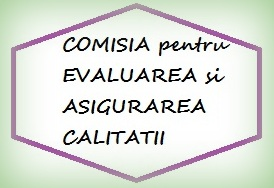 COMISIA pentru
EVALUAREA si
ASIGURAREA
CALITATII